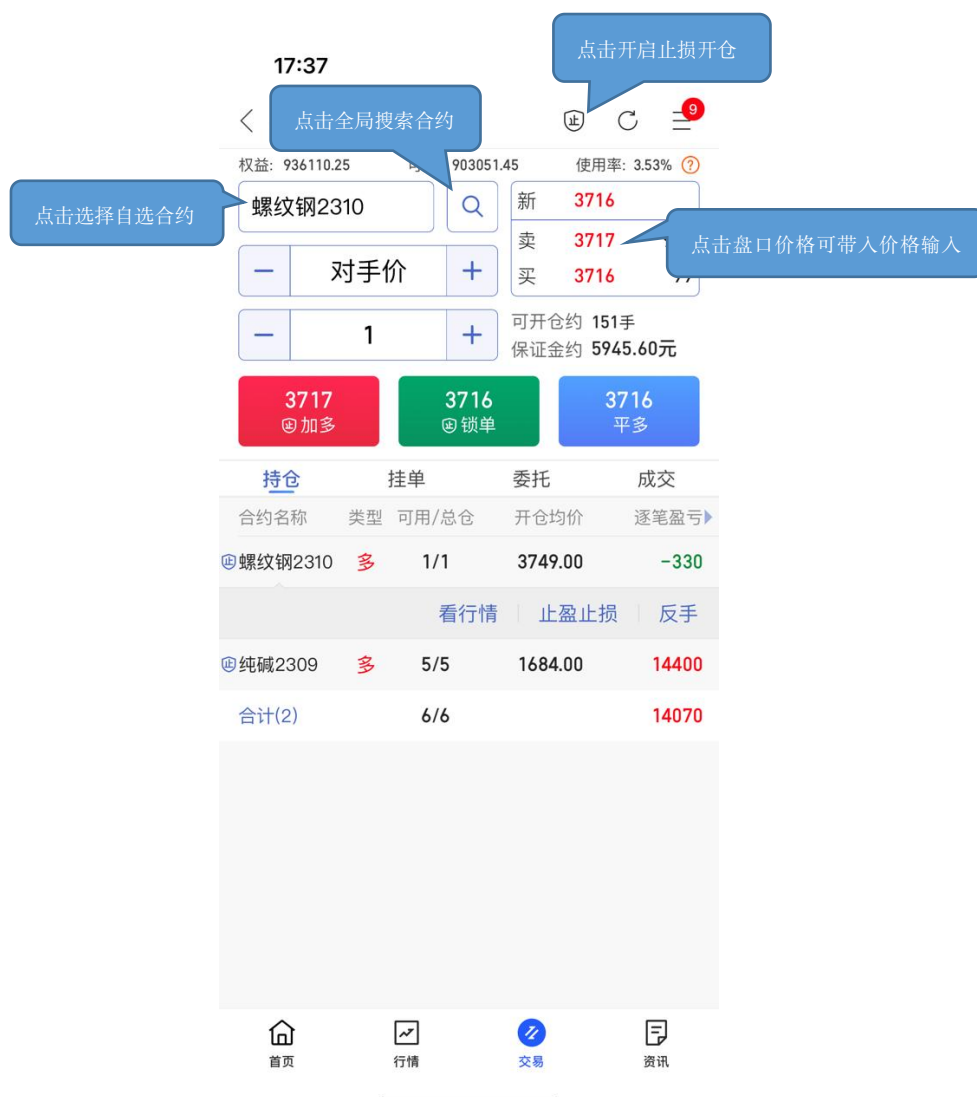 点击开启止损开仓
17:37
点击全局搜索合约
止
9
权益: 936110.25 903051.45 使用率: 3.53% ?
点击选择自选合约
螺纹钢2310
新 3716
卖 3717
点击盘口价格可带入价格输入
买 3716
— 对手价 +
— 1 +
可开仓约 151手
保证金约 5945.60元
3717 3716 3716
止加多 止锁单 平多
持仓 挂单 委托 成交
合约名称 类型 可用/总仓 开仓均价 逐笔盈亏
止螺纹钢2310 多 1/1 3749.00 -330
看行情 止盈止损 反手
止纯碱2309 多 5/5 1684.00 14400
合计(2) 6/6 14070
首页 行情 交易 资讯